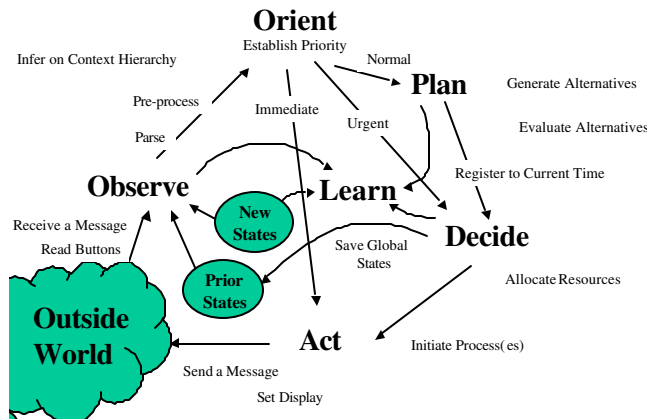 Orient
Establish Priority
Infer on Context Hierarchy
Normal
Plan
Generate Alternatives
Pre-process
Immediate
Urgent
Evaluate Alternatives
Parse
Observe
Learn
Register to Current Time
New
States
Receive a Message
Read Buttons
Save Global
States
Decide
Prior
States
Allocate Resources
Outside
World
Act
Initiate Process(es)
Send a Message
Set Display